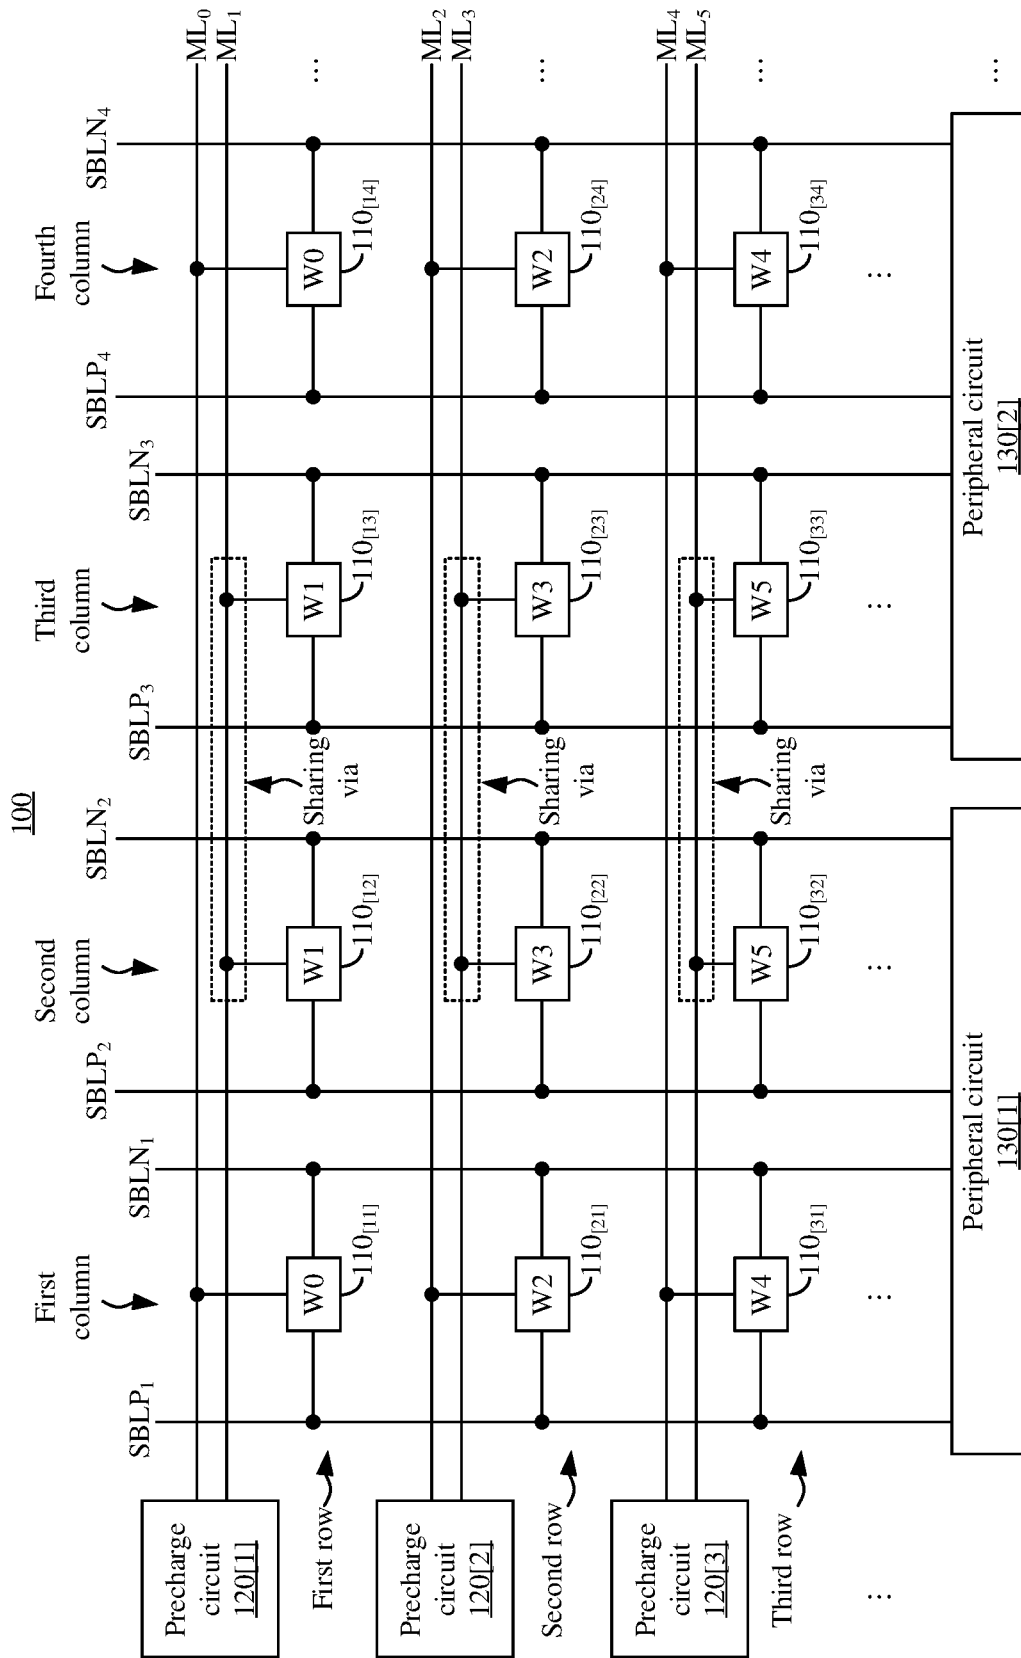 100
SBLN₂
SBLN₄
SBLP₂
SBLP₄
First
column
Second
column
Third
column
Fourth
column
SBLP₁
SBLN₁
SBLP₃
SBLN₃
ML₀
ML₁
Precharge
circuit
120[1]
First row
W0
110[11]
W1
110[12]
Sharing
via
W1
110[13]
W0
110[14]
...
ML₂
ML₃
Precharge
circuit
120[2]
Second row
W2
110[21]
W3
110[22]
Sharing
via
W3
110[23]
W2
110[24]
...
ML₄
ML₅
Precharge
circuit
120[3]
Third row
W4
110[31]
W5
110[32]
Sharing
via
W5
110[33]
W4
110[34]
...
... ... ... ... ...
Peripheral circuit
130[1]
Peripheral circuit
130[2]
...